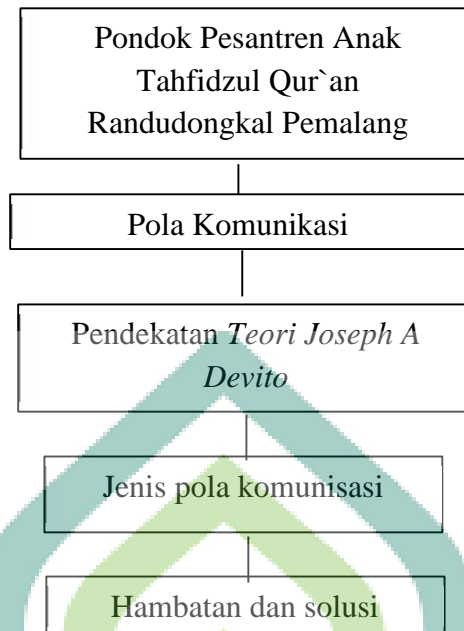 Pondok Pesantren Anak
Tahfidzul Qur`an
Randudongkal Pemalang
Pola Komunikasi
Pendekatan Teori Joseph A
Devito
Jenis pola komunisasi
Hambatan dan solusi